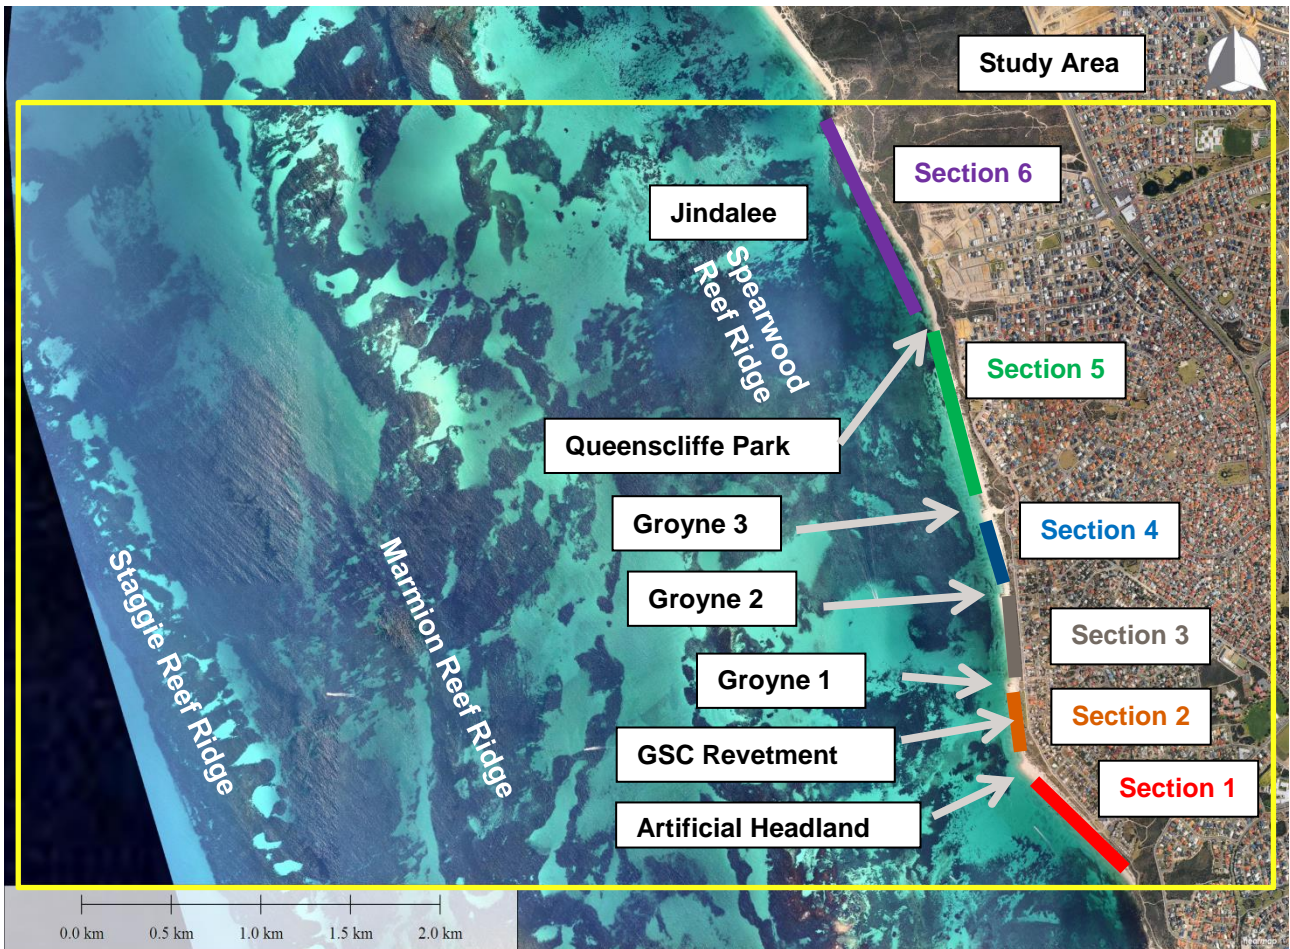 Study Area
Section 6
Jindalee
Spearwood
Reef Ridge
Section 5
Queenscliffe Park
Groyne 3
Section 4
Groyne 2
Section 3
Groyne 1
Section 2
GSC Revetment
Section 1
Artificial Headland
Staggie Reef Ridge
Marmion Reef Ridge
0.0 km 0.5 km 1.0 km 1.5 km 2.0 km
nearmap